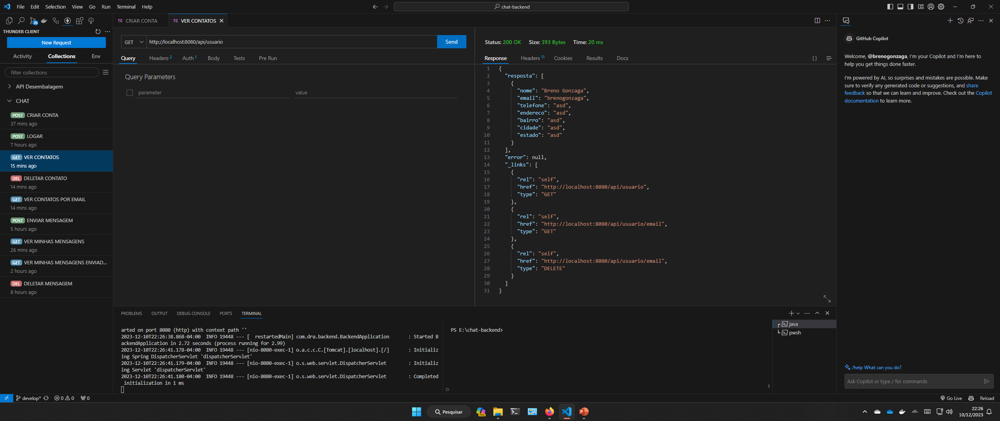 File Edit Selection View Go Run Terminal Help
chat-backend
26
THUNDER CLIENT
New Request
Activity Collections Env
filter collections
API Desembalagem
CHAT
POST CRIAR CONTA
37 mins ago
POST LOGAR
7 hours ago
GET VER CONTATOS
15 mins ago
DEL DELETAR CONTATO
14 mins ago
GET VER CONTATOS POR EMAIL
14 mins ago
POST ENVIAR MENSAGEM
5 hours ago
GET VER MINHAS MENSAGENS
26 mins ago
GET VER MINHAS MENSAGENS ENVIAD...
2 hours ago
DEL DELETAR MENSAGEM
8 hours ago
TC CRIAR CONTA TC VER CONTATOS
GET http://localhost:8080/api/usuario Send
Query Headers 2 Auth 1 Body Tests Pre Run
Query Parameters
parameter value
Status: 200 OK Size: 393 Bytes Time: 20 ms
Response Headers 11 Cookies Results Docs
{ }
1 {
2 "resposta": [
3 {
4 "nome": "Breno Gonzaga",
5 "email": "brenogonzaga",
6 "telefone": "asd",
7 "endereco": "asd",
8 "bairro": "asd",
9 "cidade": "asd",
10 "estado": "asd"
11 }
12 ],
13 "error": null,
14 "_links": [
15 {
16 "rel": "self",
17 "href": "http://localhost:8080/api/usuario",
18 "type": "GET"
19 },
20 {
21 "rel": "self",
22 "href": "http://localhost:8080/api/usuario/email",
23 "type": "GET"
24 },
25 {
26 "rel": "self",
27 "href": "http://localhost:8080/api/usuario/email",
28 "type": "DELETE"
29 }
30 ]
31 }
PROBLEMS OUTPUT DEBUG CONSOLE PORTS TERMINAL
arted on port 8080 (http) with context path ''
2023-12-10T22:26:38.868-04:00 INFO 19448 --- [ restartedMain] com.dra.backend.BackendApplication : Started B
ackendApplication in 2.72 seconds (process running for 2.99)
2023-12-10T22:26:41.178-04:00 INFO 19448 --- [nio-8080-exec-1] o.a.c.c.C.[Tomcat].[localhost].[/] : Initializ
ing Spring DispatcherServlet 'dispatcherServlet'
2023-12-10T22:26:41.179-04:00 INFO 19448 --- [nio-8080-exec-1] o.s.web.servlet.DispatcherServlet : Initializ
ing Servlet 'dispatcherServlet'
2023-12-10T22:26:41.180-04:00 INFO 19448 --- [nio-8080-exec-1] o.s.web.servlet.DispatcherServlet : Completed
initialization in 1 ms
PS E:\chat-backend>
java
pwsh
GitHub Copilot
Welcome, @brenogonzaga, I'm your Copilot and I'm here to
help you get things done faster.
I'm powered by AI, so surprises and mistakes are possible. Make
sure to verify any generated code or suggestions, and share
feedback so that we can learn and improve. Check out the Copilot
documentation to learn more.
/help What can you do?
Ask Copilot or type / for commands
develop* 0 0 0
Go Live Reload
Pesquisar
PRE
P
22:26
10/12/2023